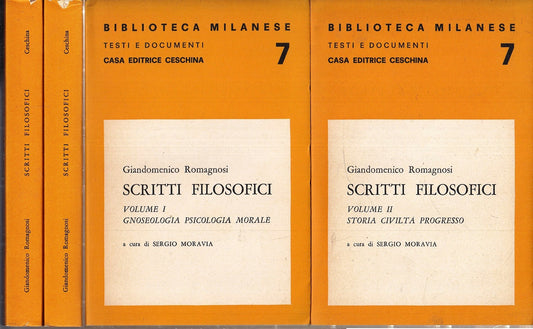 Giandomenico Romagnosi SCRITTI FILOSOFICI Ceschina
Giandomenico Romagnosi SCRITTI FILOSOFICI Ceschina
BIBLIOTECA MILANESE
TESTI E DOCUMENTI
CASA EDITRICE CESCHINA 7
Giandomenico Romagnosi
SCRITTI FILOSOFICI
VOLUME I
GNOSEOLOGIA PSICOLOGIA MORALE
a cura di SERGIO MORAVIA
BIBLIOTECA MILANESE
TESTI E DOCUMENTI
CASA EDITRICE CESCHINA 7
Giandomenico Romagnosi
SCRITTI FILOSOFICI
VOLUME II
STORIA CIVILTÀ PROGRESSO
a cura di SERGIO MORAVIA